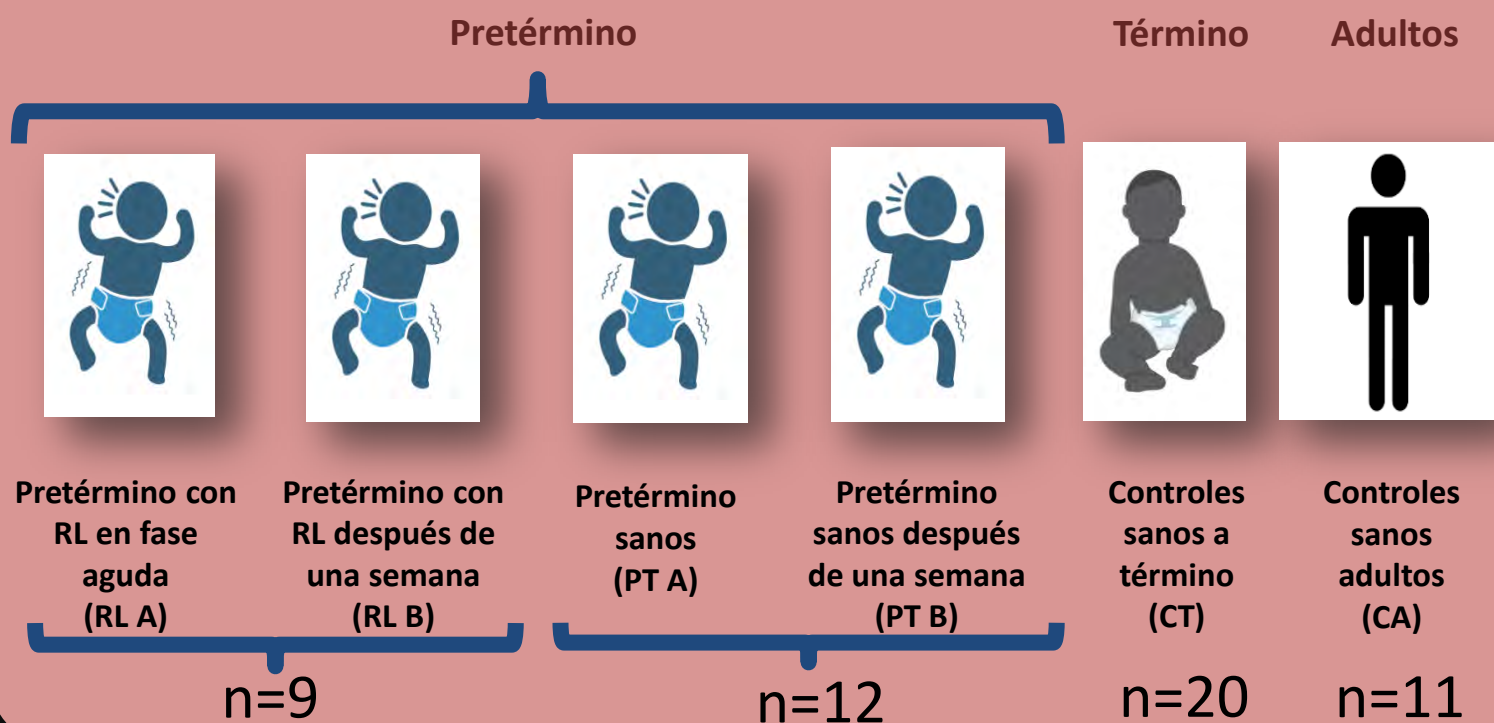 Pretérmino
Término
Adultos
Pretérmino con
RL en fase
aguda
(RL A)
Pretérmino con
RL después de
una semana
(RL B)
Pretérmino
sanos
(PT A)
Pretérmino
sanos después
de una semana
(PT B)
Controles
sanos a
término
(CT)
Controles
sanos
adultos
(CA)
n=9
n=12
n=20
n=11